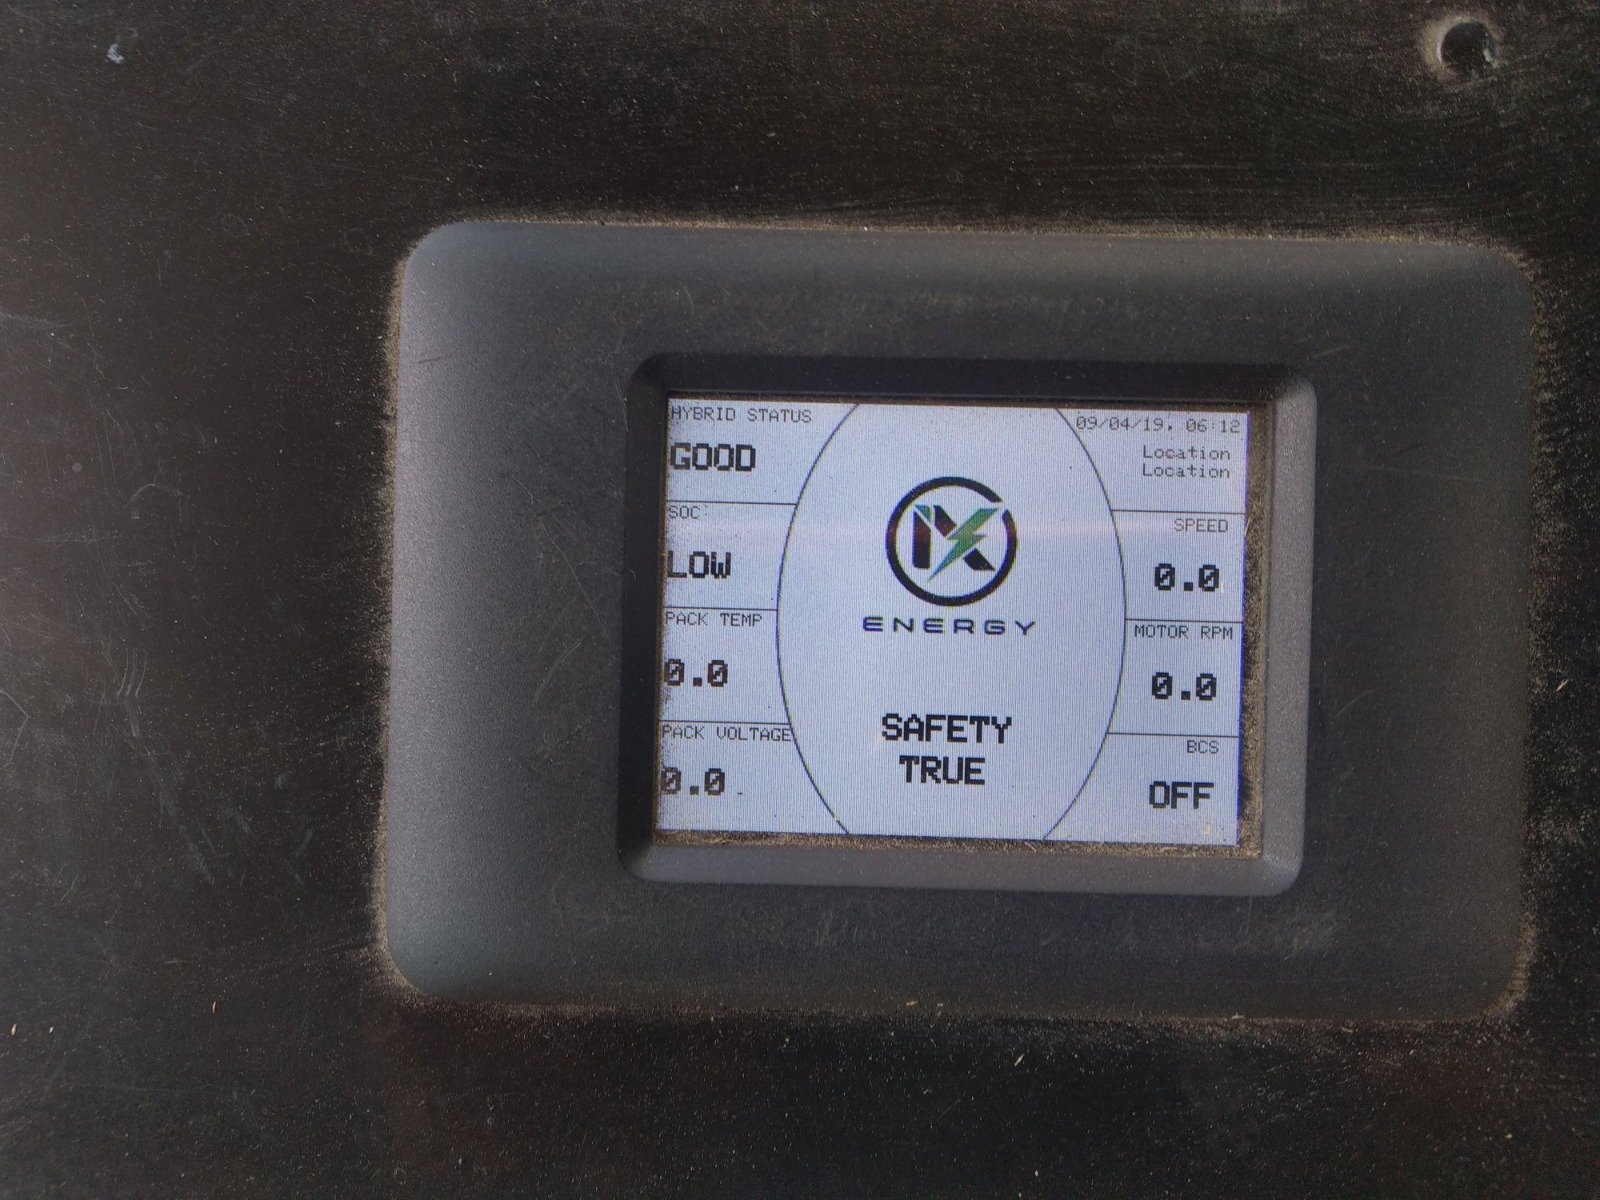 HYBRID STATUS
GOOD
SOC
LOW
PACK TEMP
0.0
PACK VOLTAGE
0.0
ENERGY
SAFETY
TRUE
09/04/19, 06:12
Location
Location
SPEED
0.0
MOTOR RPM
0.0
BCS
OFF